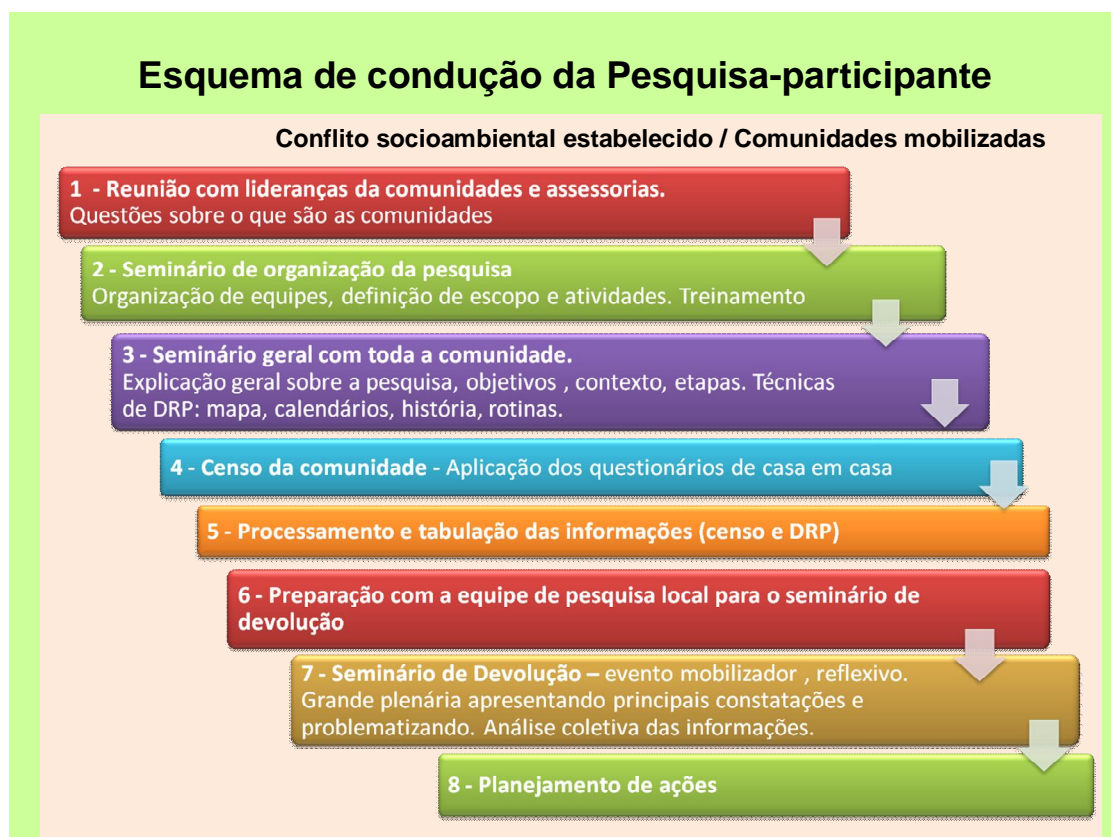 Esquema de condução da Pesquisa-participante
Conflito socioambiental estabelecido / Comunidades mobilizadas
1 - Reunião com lideranças da comunidades e assessorias.
Questões sobre o que são as comunidades
2 - Seminário de organização da pesquisa
Organização de equipes, definição de escopo e atividades. Treinamento
3 - Seminário geral com toda a comunidade.
Explicação geral sobre a pesquisa, objetivos , contexto, etapas. Técnicas
de DRP: mapa, calendários, história, rotinas.
4 - Censo da comunidade - Aplicação dos questionários de casa em casa
5 - Processamento e tabulação das informações (censo e DRP)
6 - Preparação com a equipe de pesquisa local para o seminário de
devolução
7 - Seminário de Devolução – evento mobilizador , reflexivo.
Grande plenária apresentando principais constatações e
problematizando. Análise coletiva das informações.
8 - Planejamento de ações